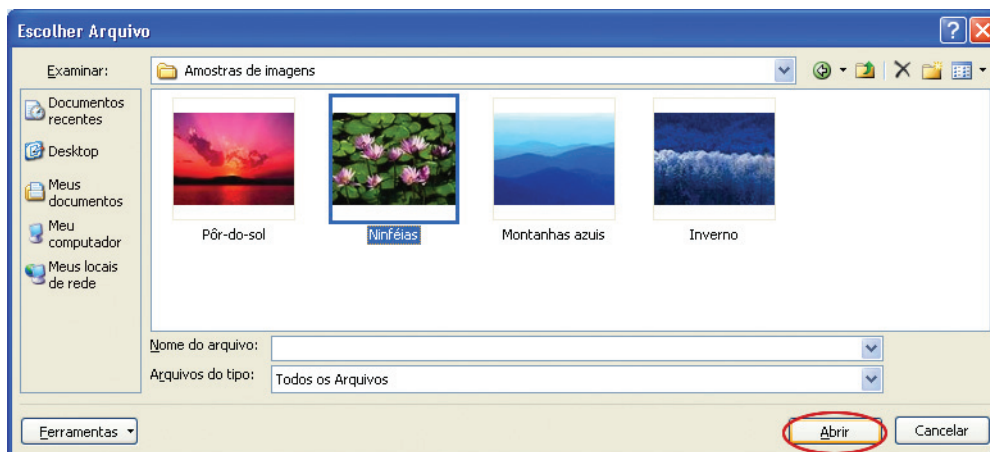 Escolher Arquivo
Examinar:
Amostras de imagens
Documentos
recentes
Desktop
Meus
documentos
Meu
computador
Meus locais
de rede
Pôr-do-sol
Ninféias
Montanhas azuis
Inverno
Nome do arquivo:
Arquivos do tipo:
Todos os Arquivos
Ferramentas
Abrir
Cancelar